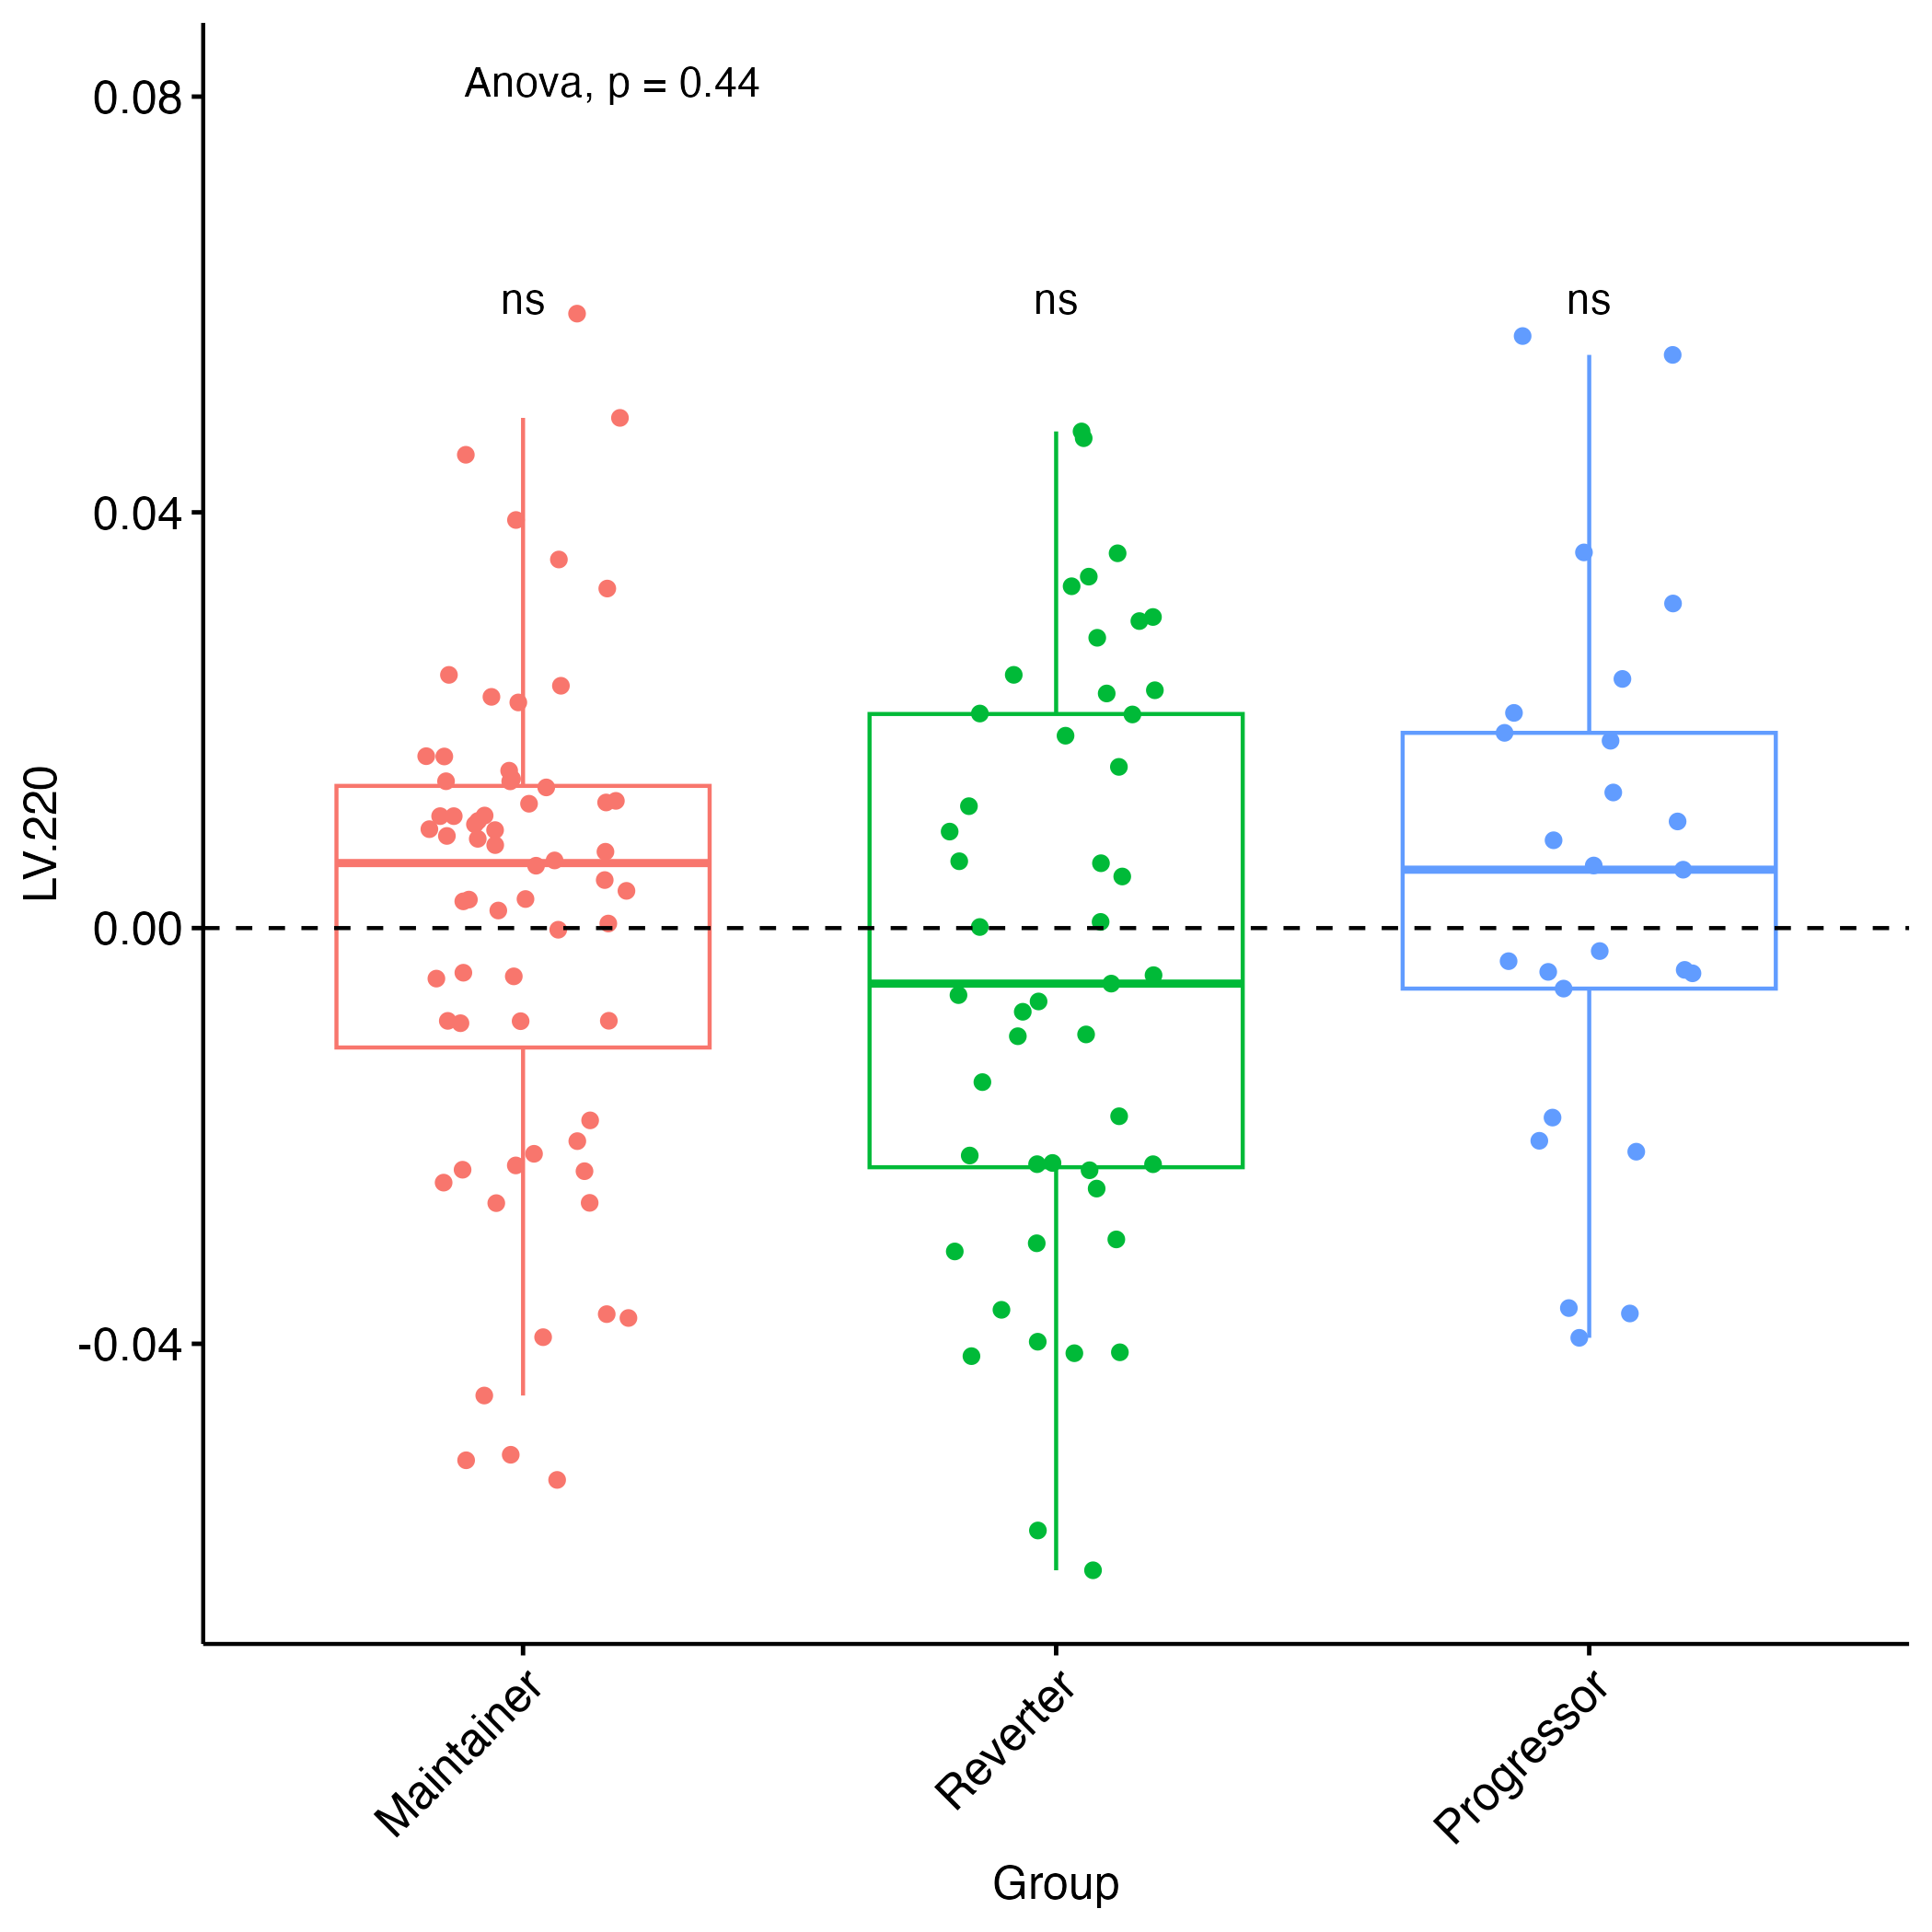 Anova, p = 0.44
ns ns ns
0.08
0.04
0.00
-0.04
LV.220
Maintainer
Reverter
Progressor
Group